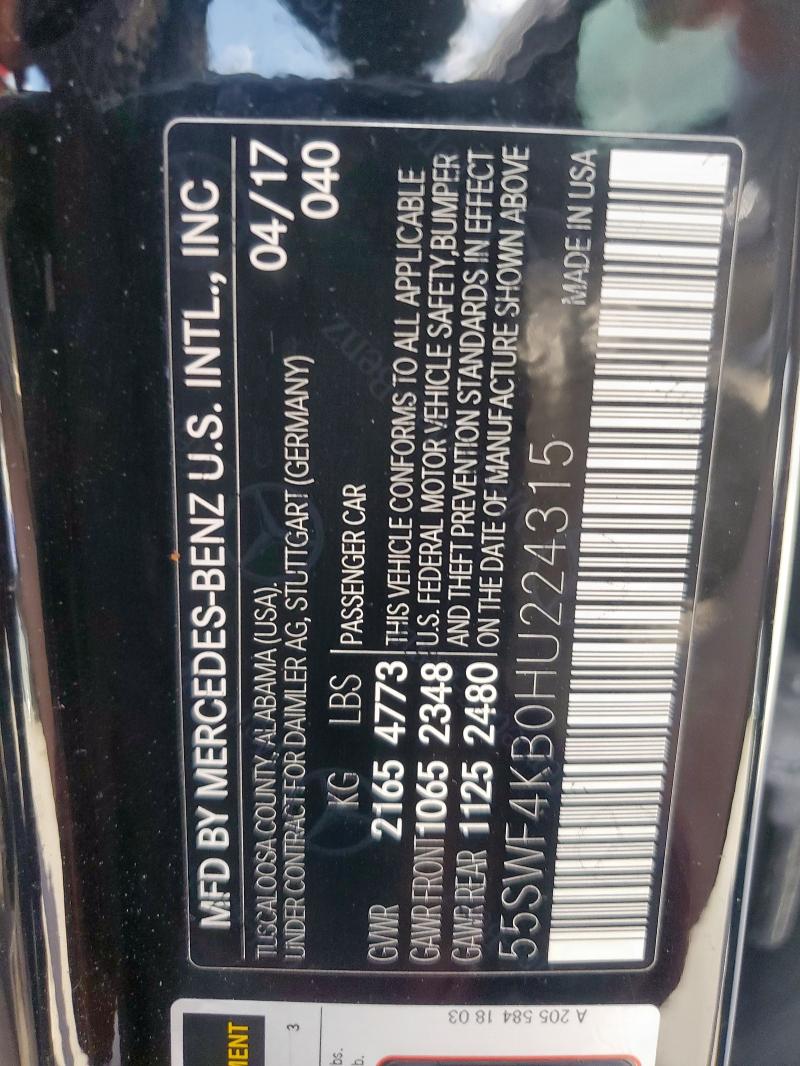 MFD BY MERCEDES-BENZ U.S. INTL., INC
TUSCALOOSA COUNTY, ALABAMA (USA),
04/17
UNDER CONTRACT FOR DAIMLER AG, STUTTGART (GERMANY)
040
KG LBS
PASSENGER CAR
GVWR 2165 4773
THIS VEHICLE CONFORMS TO ALL APPLICABLE
GAWR FRONT 1065 2348
U.S. FEDERAL MOTOR VEHICLE SAFETY,BUMPER
GAWR REAR 1125 2480
AND THEFT PREVENTION STANDARDS IN EFFECT
ON THE DATE OF MANUFACTURE SHOWN ABOVE
55SWF4KB0HU224315
MADE IN USA
A 205 584 18 03
3